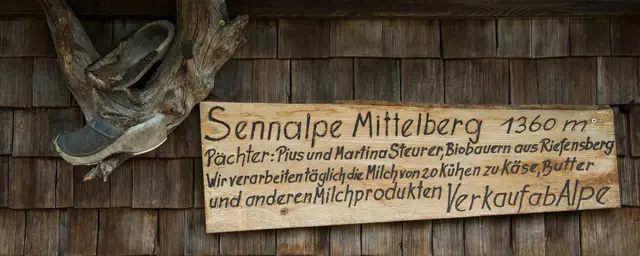 Sennalpe Mittelberg 1360 m
Pächter: Pius und Martina Steurer, Biobauern aus Riefensberg
Wir verarbeiten täglich die Milch von 20 Kühen zu Käse, Butter
und anderen Milchprodukten Verkauf ab Alpe